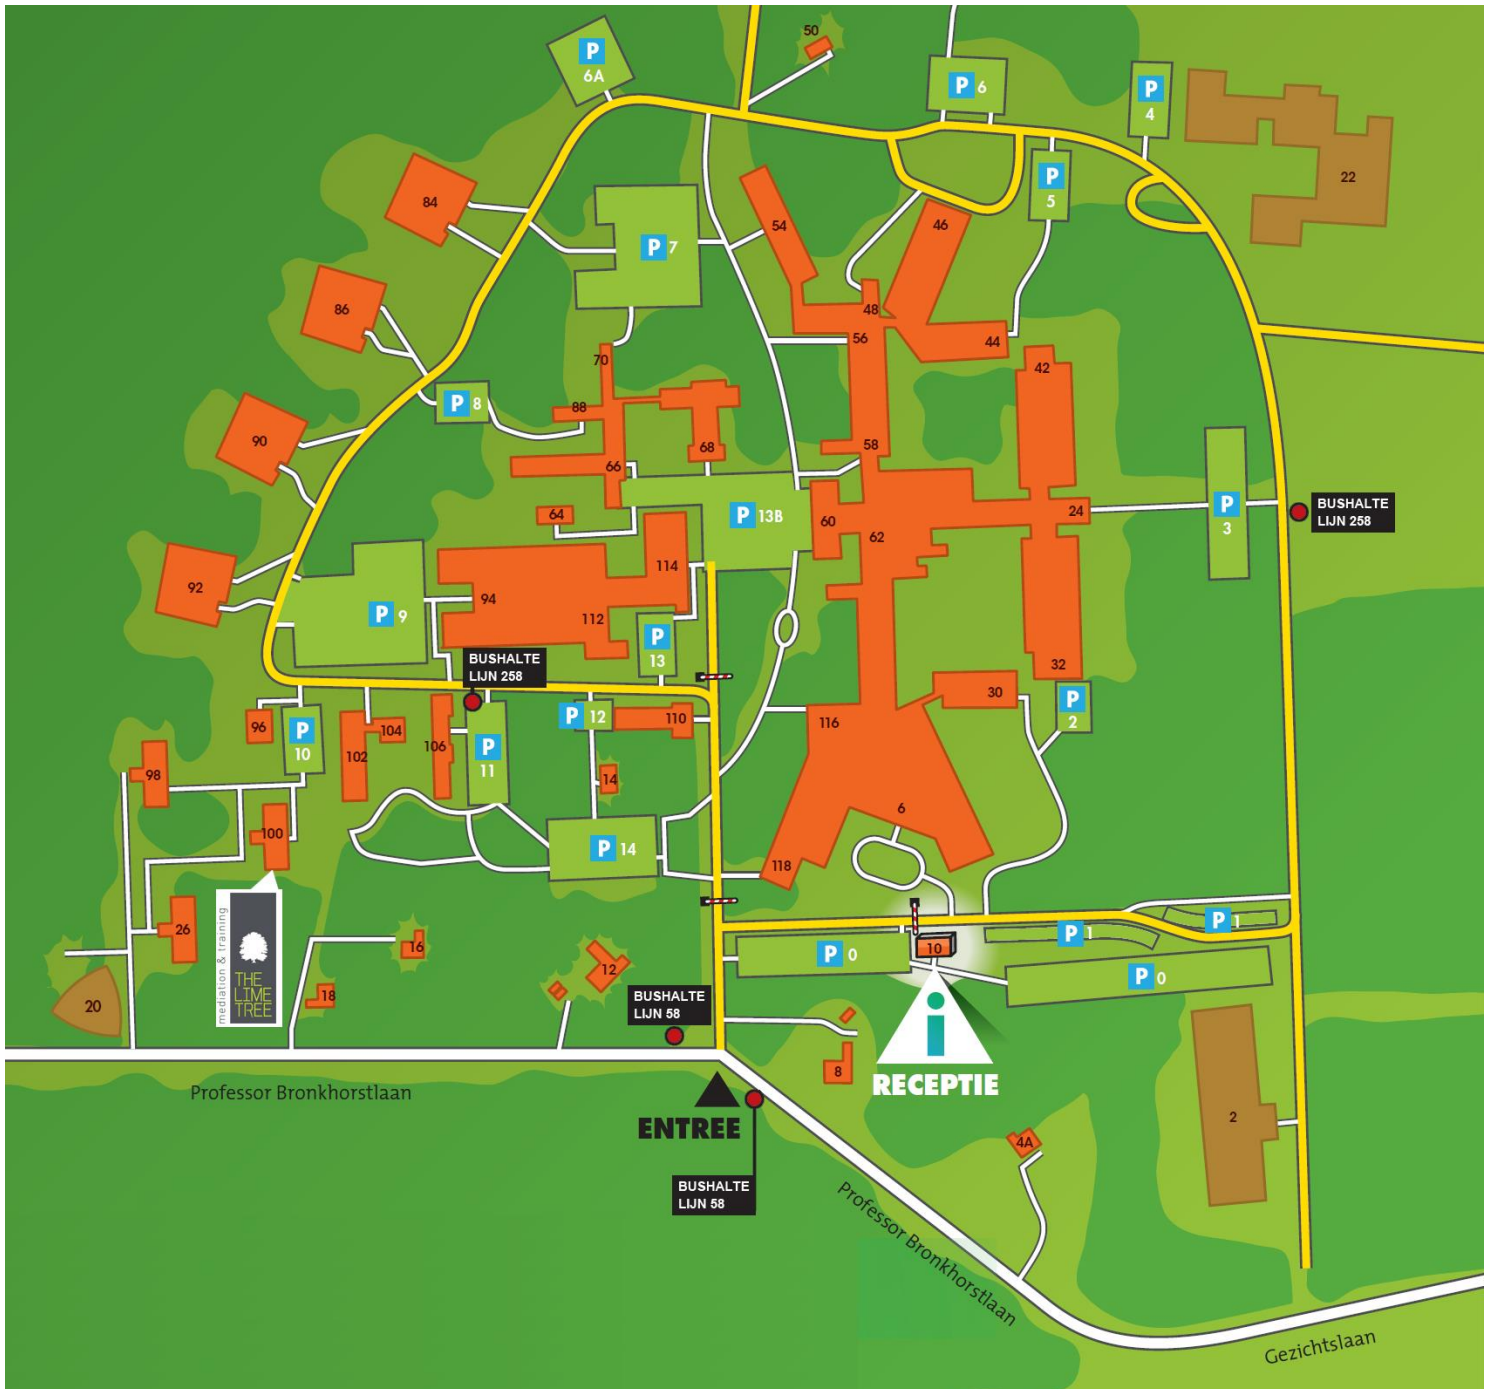 50
P
6A
P 6
P
4
22
84
P
5
54
46
P 7
86
48
56
44
70
42
P 8
88
90
68
58
66
BUSHALTE
LIJN 258
64
P 13B
60
24
P
3
62
114
92
94
P 9
112
P
13
BUSHALTE
LIJN 258
32
30
P
2
96
P
10
104
102
106
P
11
P 12
110
116
98
14
6
100
P 14
118
mediation & training
THE
LIME
TREE
26
16
P 1
P 1
10
P 0
P 0
12
20
18
BUSHALTE
LIJN 58
8
RECEPTIE
Professor Bronkhorstlaan
ENTREE
2
4A
BUSHALTE
LIJN 58
Professor Bronkhorstlaan
Gezichtslaan